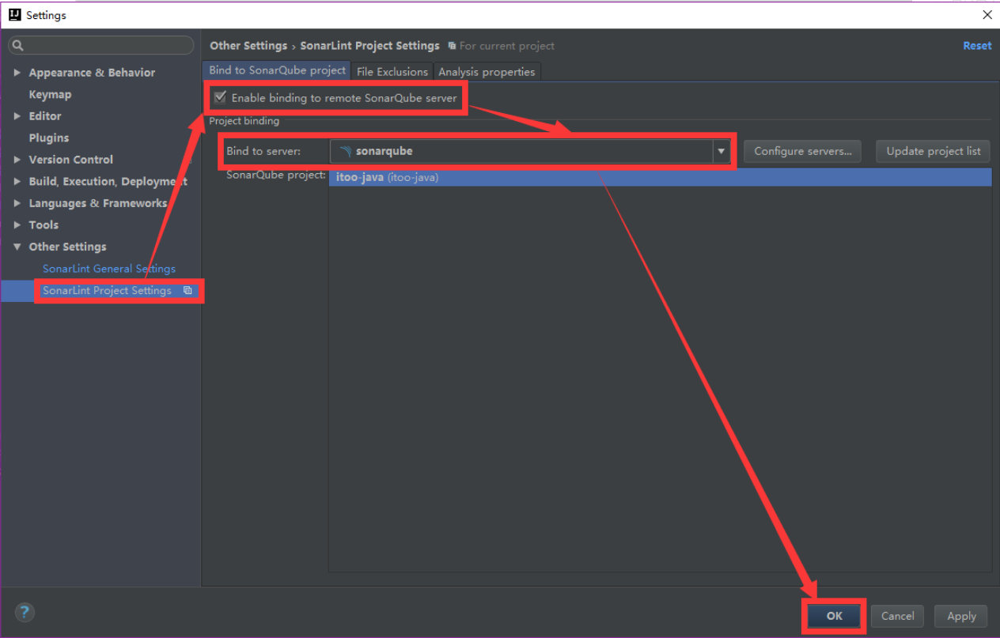 Settings
Other Settings › SonarLint Project Settings For current project Reset
Appearance & Behavior
Keymap
Editor
Plugins
Version Control
Build, Execution, Deployment
Languages & Frameworks
Tools
Other Settings
SonarLint General Settings
SonarLint Project Settings
Bind to SonarQube project File Exclusions Analysis properties
Enable binding to remote SonarQube server
Project binding
Bind to server: sonarqube Configure servers... Update project list
SonarQube project: itoo-java (itoo-java)
? OK Cancel Apply